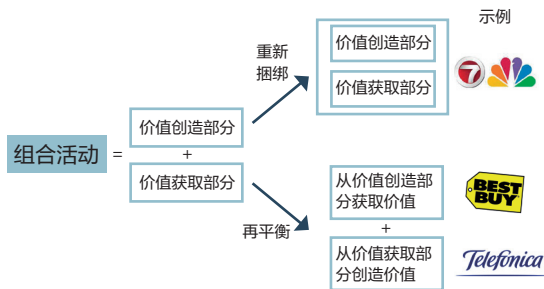 示例
重新
捆绑
价值创造部分
价值获取部分
7
组合活动
=
价值创造部分
+
价值获取部分
再平衡
从价值创造部
分获取价值
+
从价值获取部
分创造价值
BEST
BUY
Telefónica